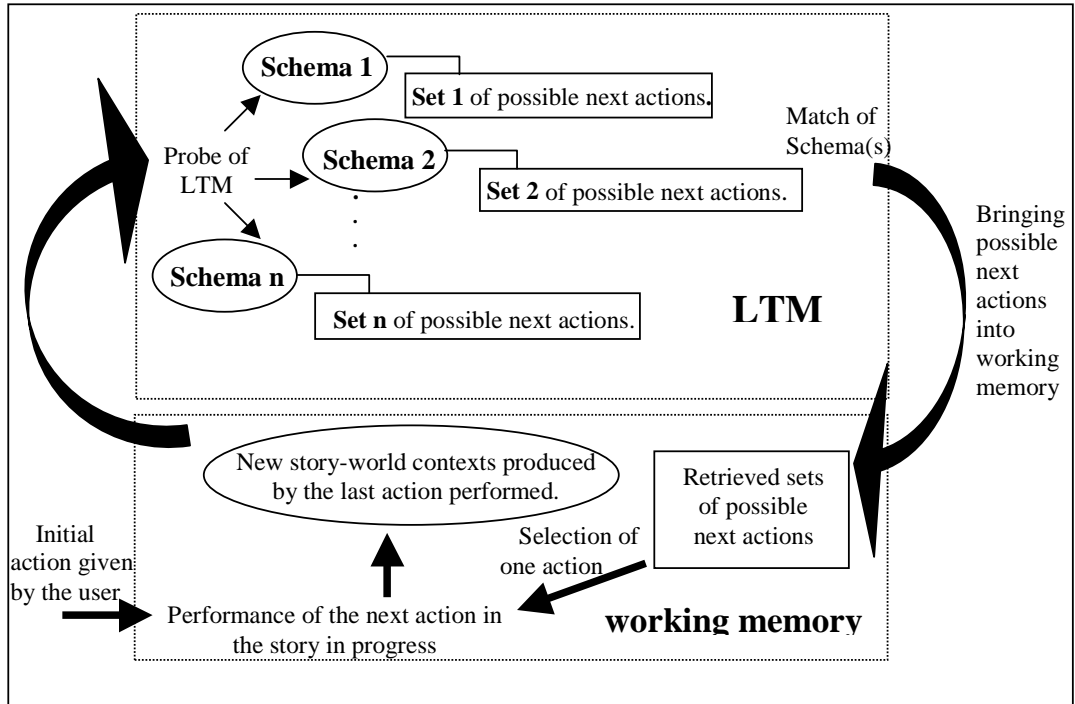 Schema 1
Set 1 of possible next actions.
Match of
Schema(s)
Probe of
LTM
Schema 2
Set 2 of possible next actions.
.
.
.
Schema n
Set n of possible next actions.
LTM
Bringing
possible
next
actions
into
working
memory
New story-world contexts produced
by the last action performed.
Retrieved sets
of possible
next actions
Initial
action given
by the user
Selection of
one action
Performance of the next action in
the story in progress
working memory